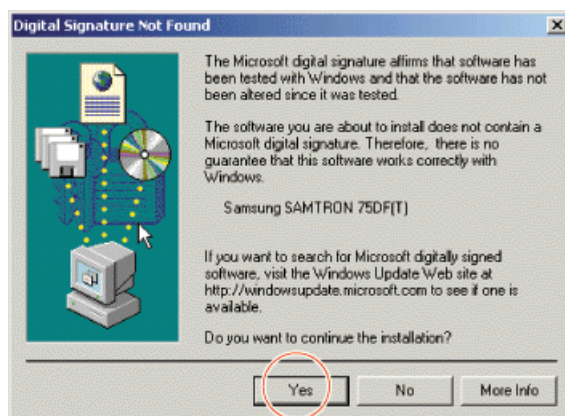 Digital Signature Not Found
The Microsoft digital signature affirms that software has
been tested with Windows and that the software has not
been altered since it was tested.
The software you are about to install does not contain a
Microsoft digital signature. Therefore, there is no
guarantee that this software works correctly with
Windows.
Samsung SAMTRON 75DF(T)
If you want to search for Microsoft digitally signed
software, visit the Windows Update Web site at
http://windowsupdate.microsoft.com to see if one is
available.
Do you want to continue the installation?
Yes No More Info